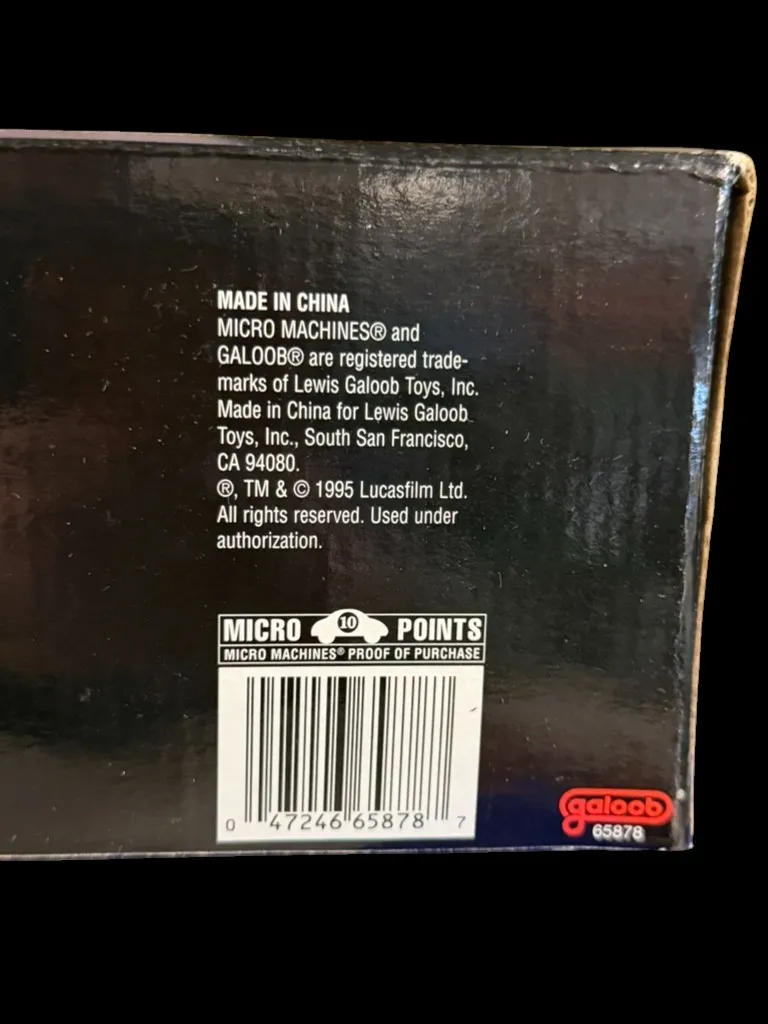 MADE IN CHINA
MICRO MACHINES® and
GALOOB® are registered trade-
marks of Lewis Galoob Toys, Inc.
Made in China for Lewis Galoob
Toys, Inc., South San Francisco,
CA 94080.
®, TM & © 1995 Lucasfilm Ltd.
All rights reserved. Used under
authorization.
MICRO 10 POINTS
MICRO MACHINES® PROOF OF PURCHASE
0 47246 65878 7
galoob
65878